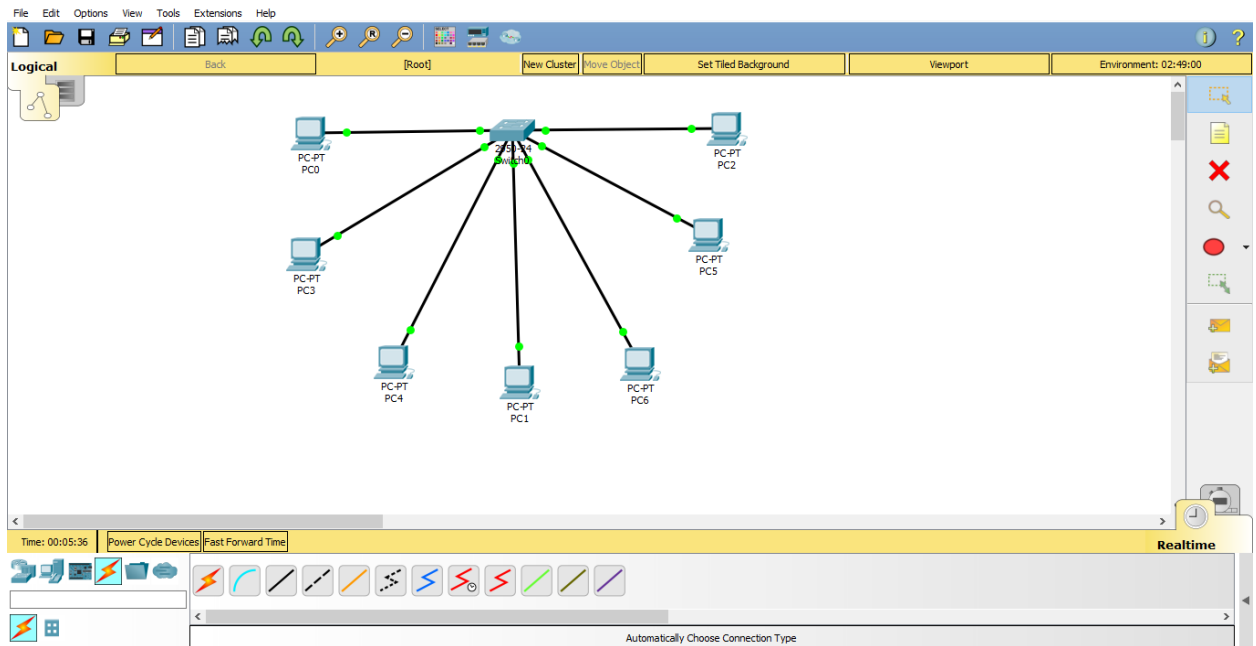 File Edit Options View Tools Extensions Help
Logical Back [Root] New Cluster Move Object Set Tiled Background Viewport Environment: 02:49:00
PC-PT
PC0
2950-24
Switch0
PC-PT
PC2
PC-PT
PC3
PC-PT
PC5
PC-PT
PC4
PC-PT
PC1
PC-PT
PC6
Time: 00:05:36 Power Cycle Devices Fast Forward Time Realtime
Automatically Choose Connection Type